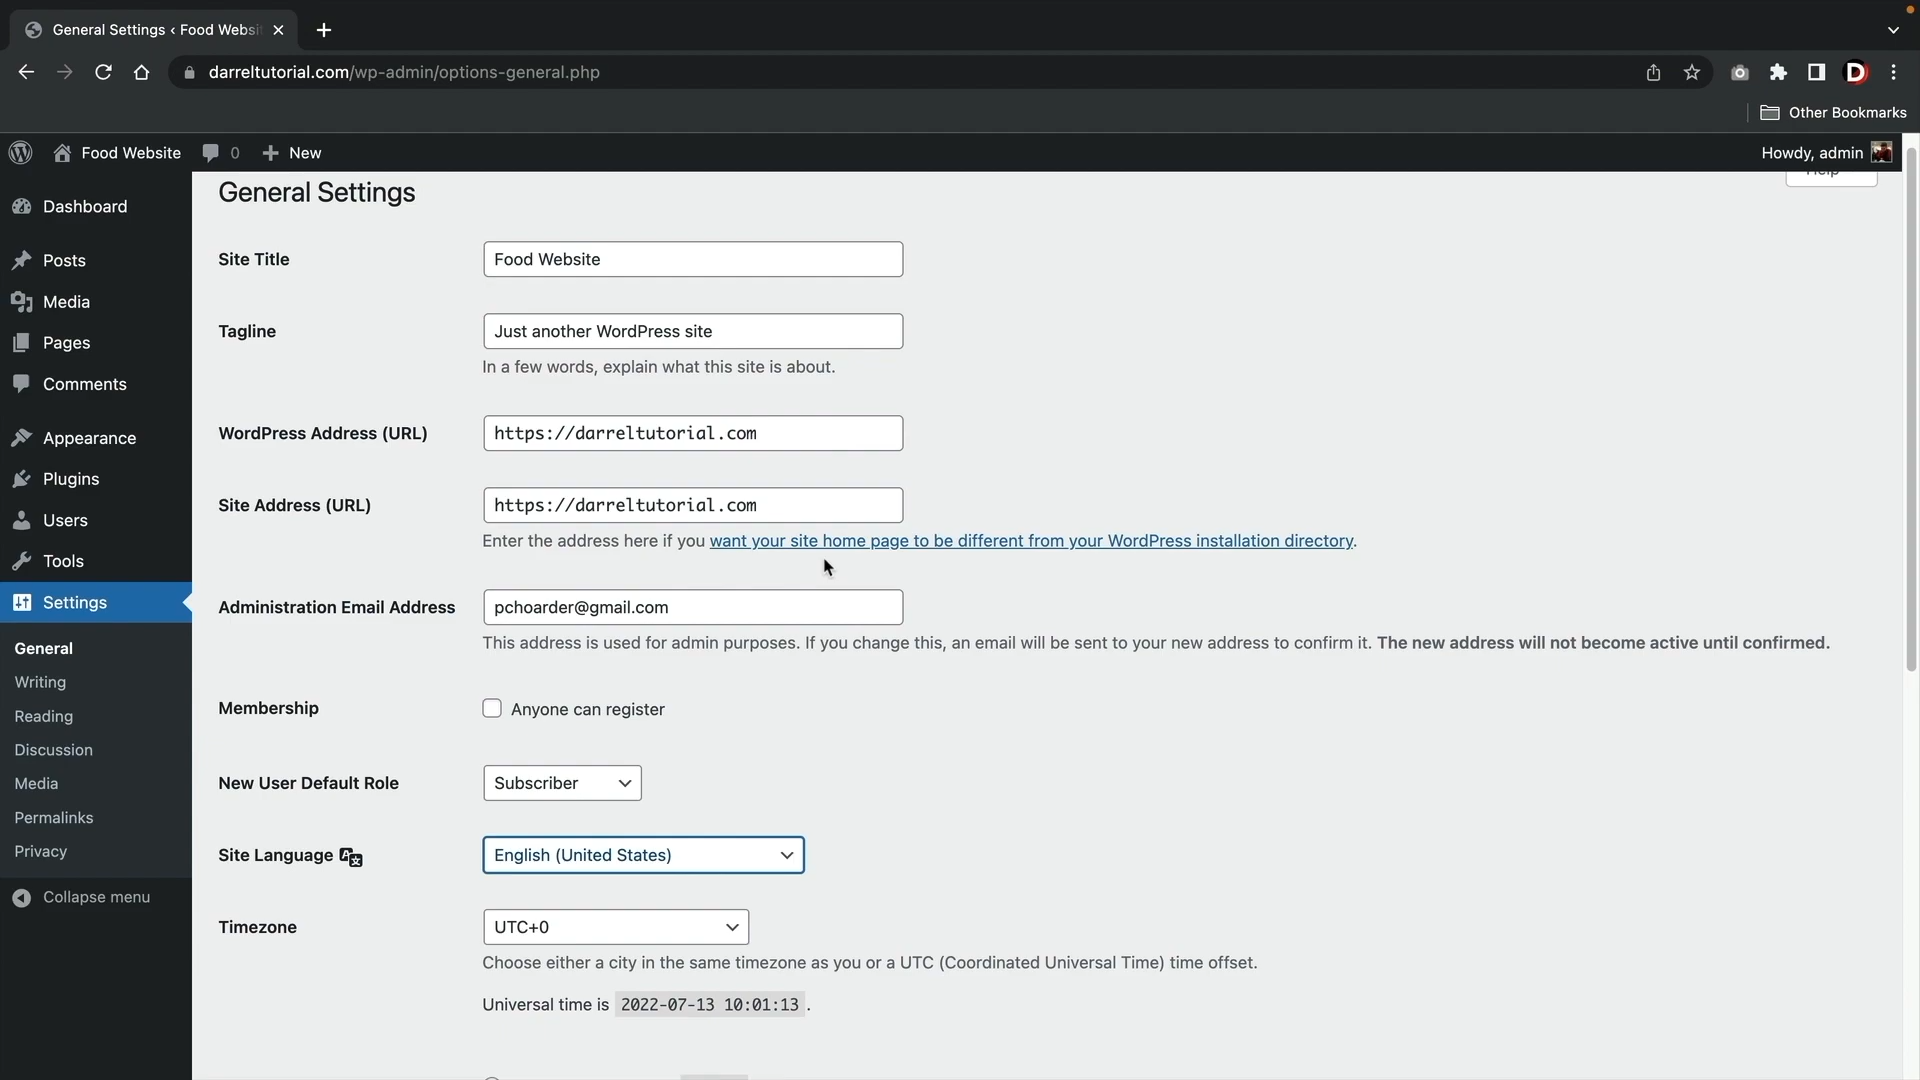 General Settings ‹ Food Websi
darreltutorial.com/wp-admin/options-general.php
Other Bookmarks
Food Website
0
New
Howdy, admin
Help
Dashboard
Posts
Media
Pages
Comments
Appearance
Plugins
Users
Tools
Settings
General
Writing
Reading
Discussion
Media
Permalinks
Privacy
Collapse menu
General Settings
Site Title
Food Website
Tagline
Just another WordPress site
In a few words, explain what this site is about.
WordPress Address (URL)
https://darreltutorial.com
Site Address (URL)
https://darreltutorial.com
Enter the address here if you want your site home page to be different from your WordPress installation directory.
Administration Email Address
pchoarder@gmail.com
This address is used for admin purposes. If you change this, an email will be sent to your new address to confirm it. The new address will not become active until confirmed.
Membership
Anyone can register
New User Default Role
Subscriber
Site Language
English (United States)
Timezone
UTC+0
Choose either a city in the same timezone as you or a UTC (Coordinated Universal Time) time offset.
Universal time is 2022-07-13 10:01:13 .